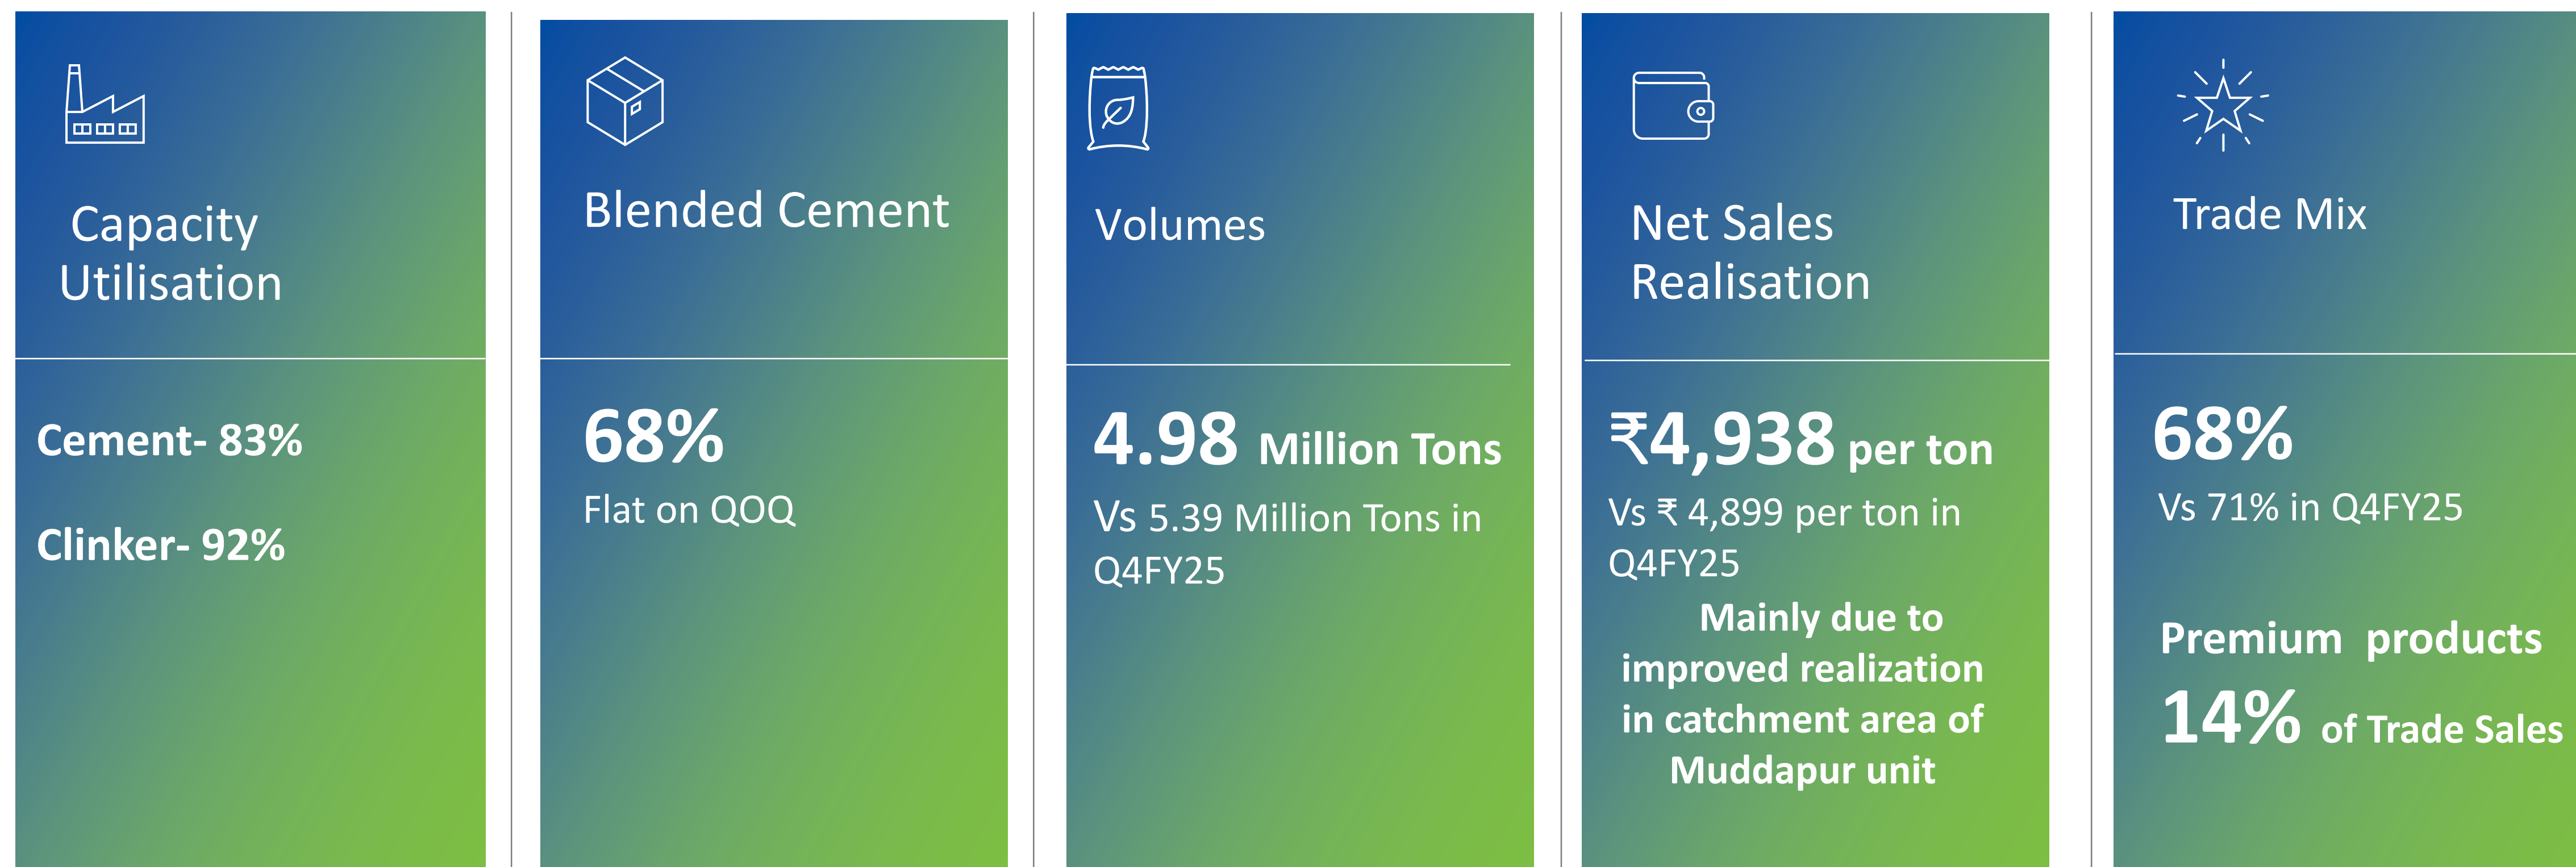 Capacity
Utilisation
Cement- 83%
Clinker- 92%
Blended Cement
68%
Flat on QOQ
Volumes
4.98 Million Tons
Vs 5.39 Million Tons in
Q4FY25
Net Sales
Realisation
₹4,938 per ton
Vs ₹ 4,899 per ton in
Q4FY25
Mainly due to
improved realization
in catchment area of
Muddapur unit
Trade Mix
68%
Vs 71% in Q4FY25
Premium products
14% of Trade Sales